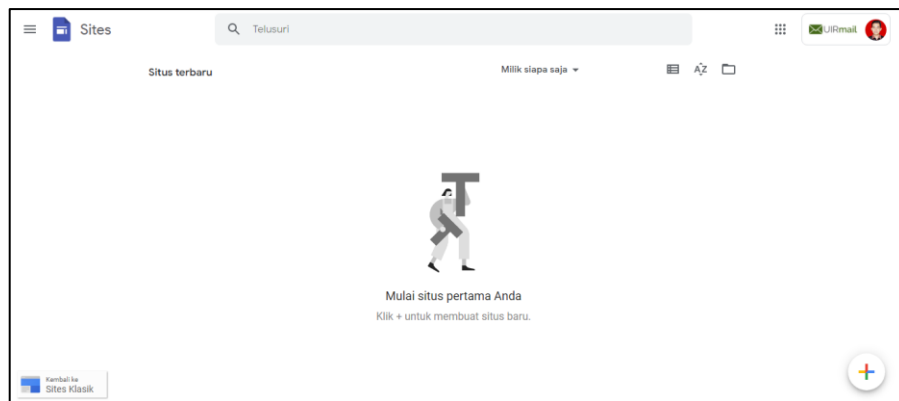 Sites
Telusuri
UIRmail
Situs terbaru
Milik siapa saja
AZ
Mulai situs pertama Anda
Klik + untuk membuat situs baru.
Kembali ke
Sites Klasik